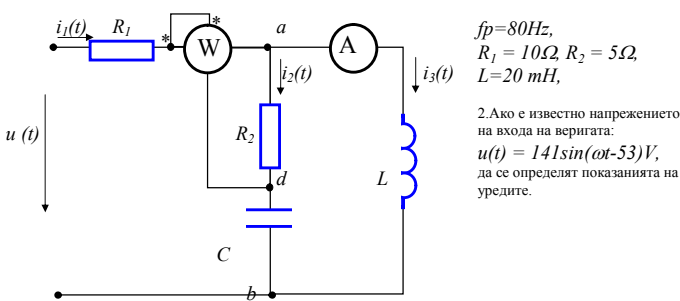 i₁(t) R₁ * * W a A
i₂(t) i₃(t)
u (t)
R₂
d L
C
b
fp=80Hz,
R₁ = 10Ω, R₂ = 5Ω,
L=20 mH,
2.Ако е известно напрежението
на входа на веригата:
u(t) = 141sin(ωt-53)V,
да се определят показанията на
уредите.